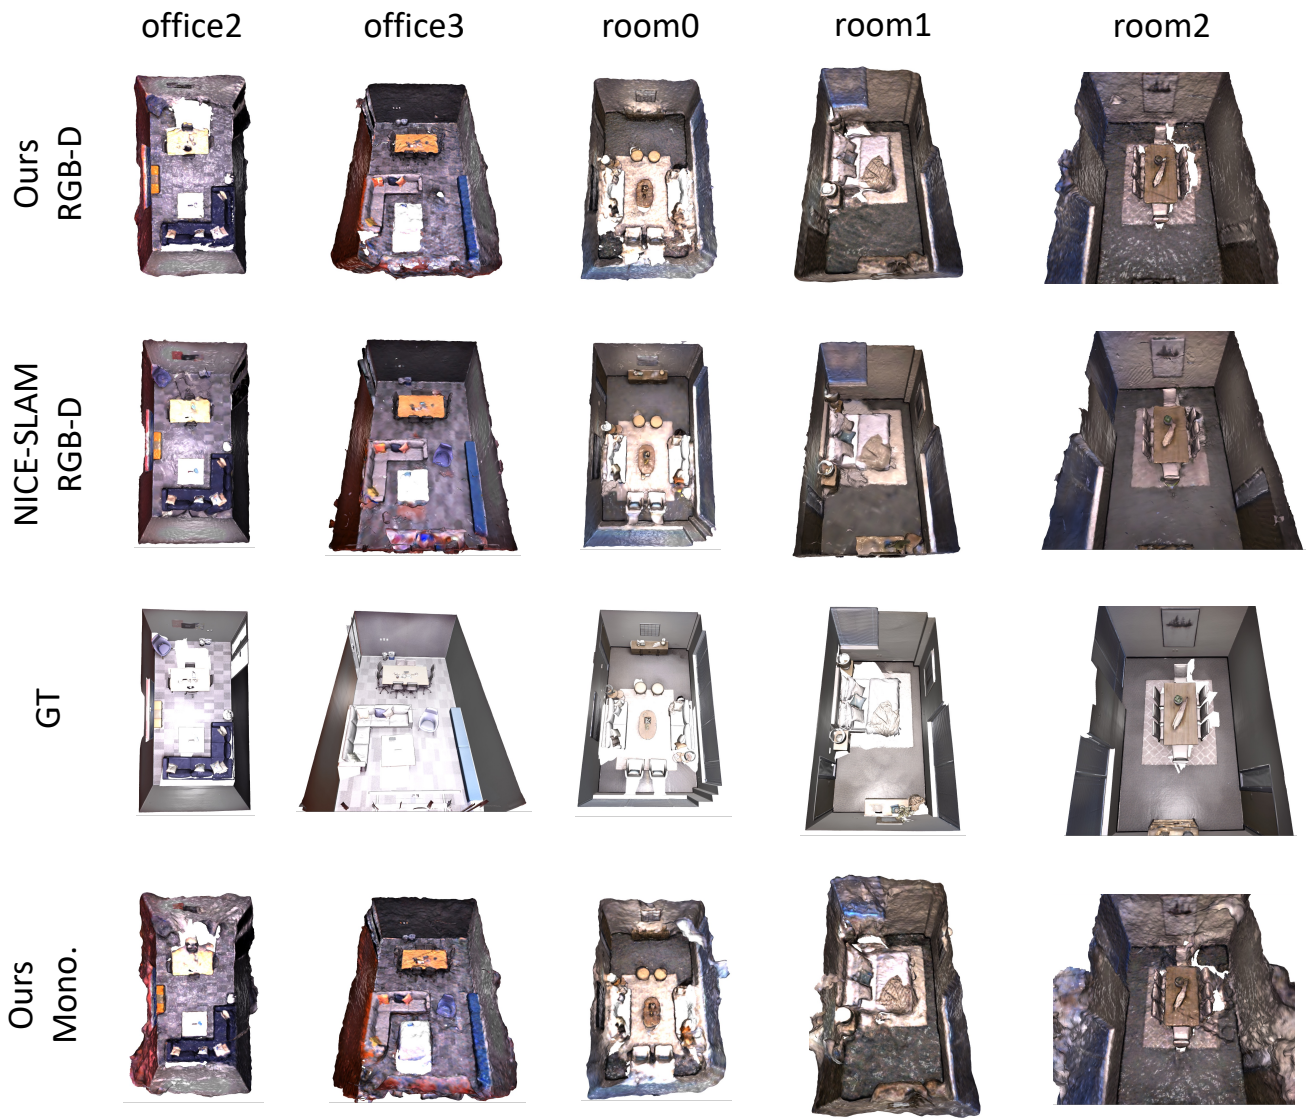 office2 office3 room0 room1 room2
Ours
RGB-D
NICE-SLAM
RGB-D
GT
Ours
Mono.